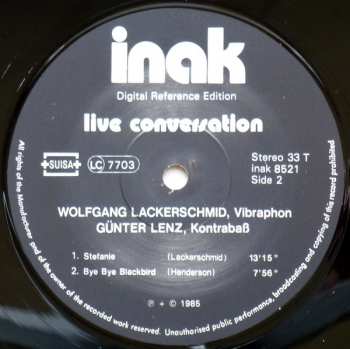 inak
Digital Reference Edition
live conversation
SUISA LC 7703
Stereo 33 T
inak 8521
Side 2
WOLFGANG LACKERSCHMID, Vibraphon
GÜNTER LENZ, Kontrabaß
1. Stefanie (Lackerschmid) 13'15"
2. Bye Bye Blackbird (Henderson) 7'56"
℗ + © 1985
All rights of the Manufacturer and of the owner of the recorded work reserved. Unauthorised public performance, broadcasting and copying of this record prohibited